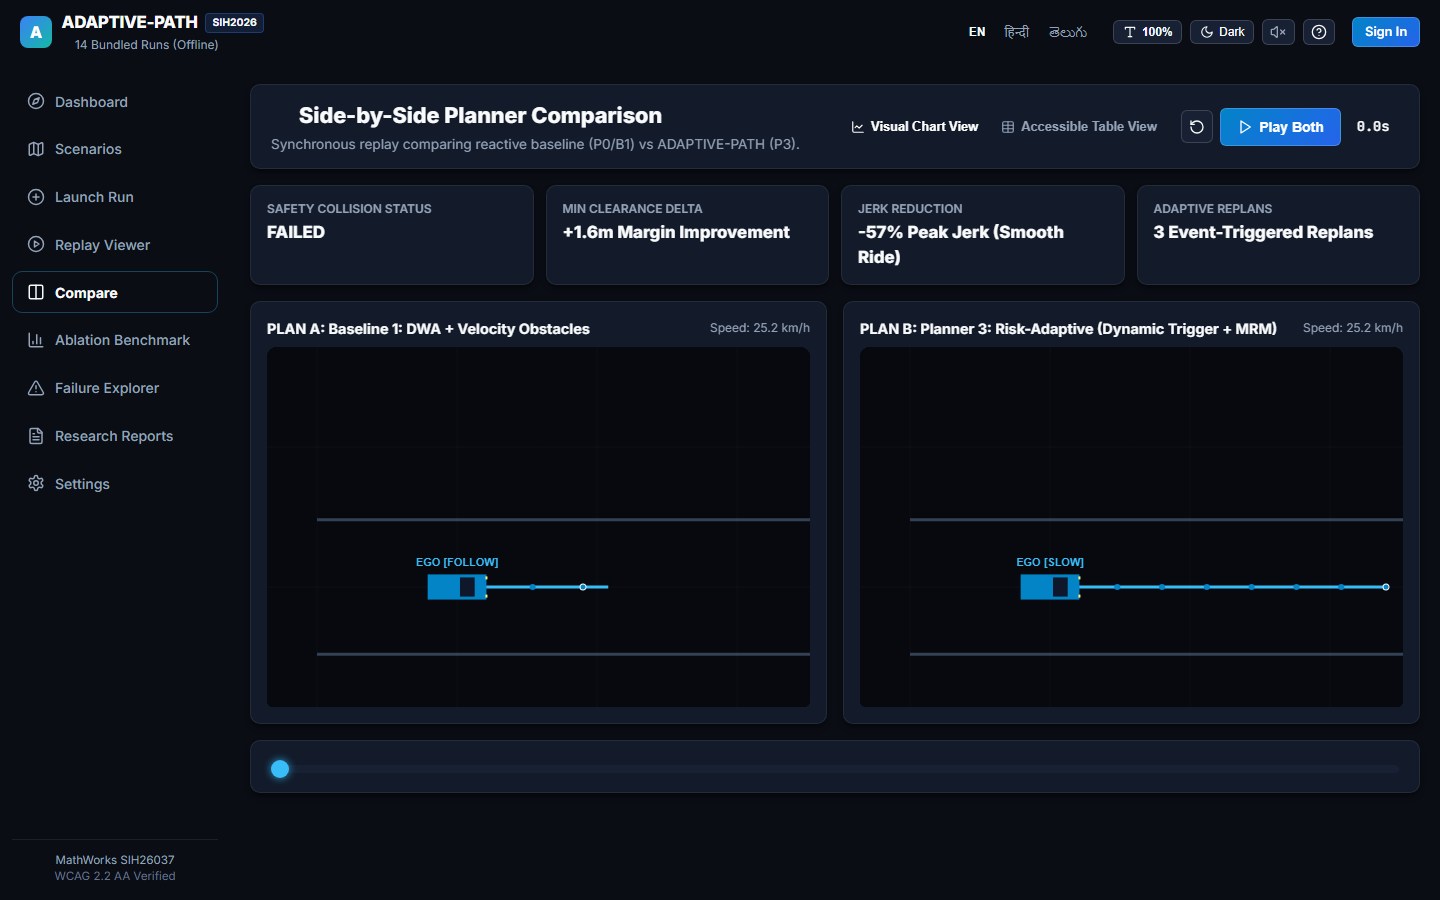 A
ADAPTIVE-PATH SIH2026
14 Bundled Runs (Offline)
EN हिन्दी తెలుగు 100% Dark Sign In
Dashboard
Scenarios
Launch Run
Replay Viewer
Compare
Ablation Benchmark
Failure Explorer
Research Reports
Settings
MathWorks SIH26037
WCAG 2.2 AA Verified
Side-by-Side Planner Comparison
Synchronous replay comparing reactive baseline (P0/B1) vs ADAPTIVE-PATH (P3).
Visual Chart View Accessible Table View Play Both 0.0s
SAFETY COLLISION STATUS
FAILED
MIN CLEARANCE DELTA
+1.6m Margin Improvement
JERK REDUCTION
-57% Peak Jerk (Smooth
Ride)
ADAPTIVE REPLANS
3 Event-Triggered Replans
PLAN A: Baseline 1: DWA + Velocity Obstacles Speed: 25.2 km/h
EGO [FOLLOW]
PLAN B: Planner 3: Risk-Adaptive (Dynamic Trigger + MRM) Speed: 25.2 km/h
EGO [SLOW]